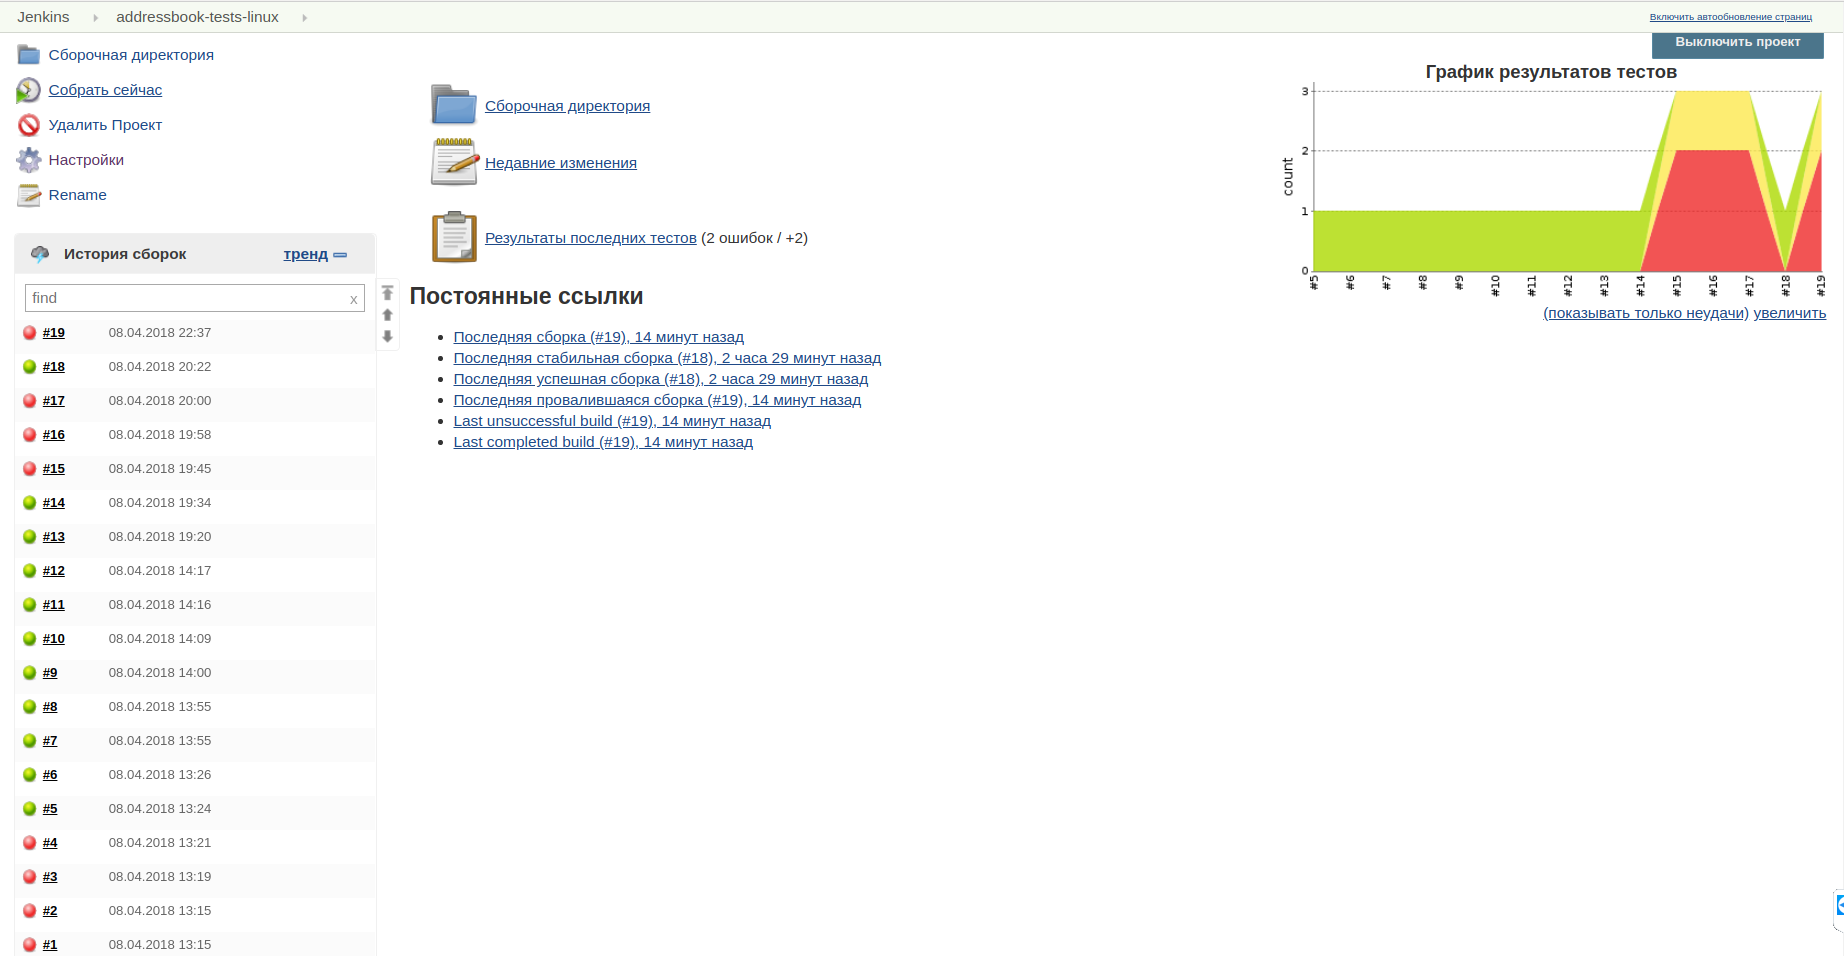 Jenkins addressbook-tests-linux
Включить автообновление страниц
Сборочная директория
Собрать сейчас
Удалить Проект
Настройки
Rename
История сборок тренд
find x
#19 08.04.2018 22:37
#18 08.04.2018 20:22
#17 08.04.2018 20:00
#16 08.04.2018 19:58
#15 08.04.2018 19:45
#14 08.04.2018 19:34
#13 08.04.2018 19:20
#12 08.04.2018 14:17
#11 08.04.2018 14:16
#10 08.04.2018 14:09
#9 08.04.2018 14:00
#8 08.04.2018 13:55
#7 08.04.2018 13:55
#6 08.04.2018 13:26
#5 08.04.2018 13:24
#4 08.04.2018 13:21
#3 08.04.2018 13:19
#2 08.04.2018 13:15
#1 08.04.2018 13:15
Сборочная директория
Недавние изменения
Результаты последних тестов (2 ошибок / +2)
Постоянные ссылки
Последняя сборка (#19), 14 минут назад
Последняя стабильная сборка (#18), 2 часа 29 минут назад
Последняя успешная сборка (#18), 2 часа 29 минут назад
Последняя провалившаяся сборка (#19), 14 минут назад
Last unsuccessful build (#19), 14 минут назад
Last completed build (#19), 14 минут назад
Выключить проект
График результатов тестов
count
3
2
1
0
#5 #6 #7 #8 #9 #10 #11 #12 #13 #14 #15 #16 #17 #18 #19
(показывать только неудачи) увеличить